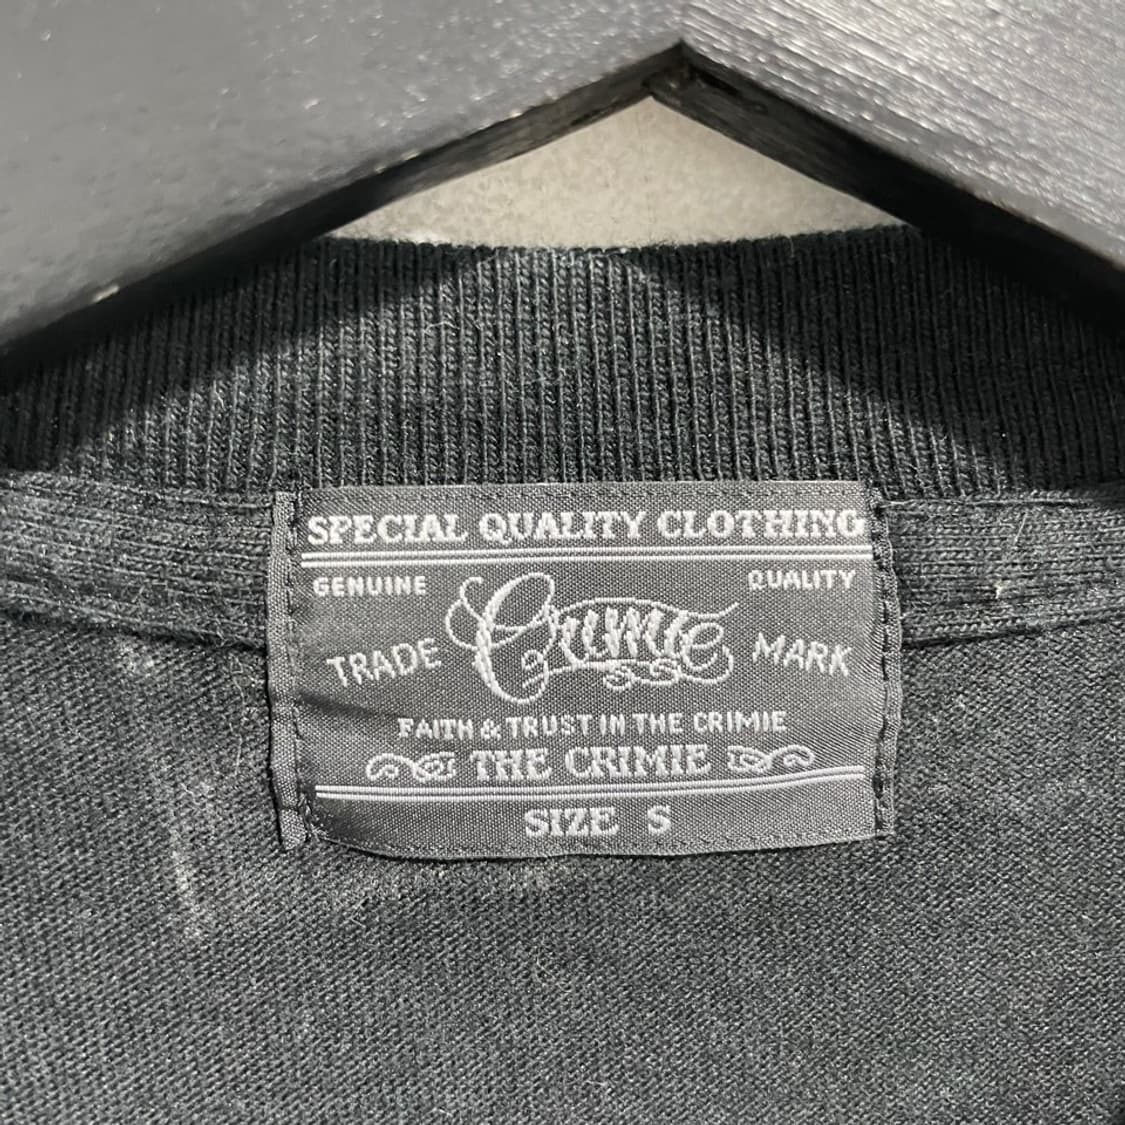 SPECIAL QUALITY CLOTHING
GENUINE QUALITY
Crimie
TRADE MARK
FAITH & TRUST IN THE CRIMIE
THE CRIMIE
SIZE S